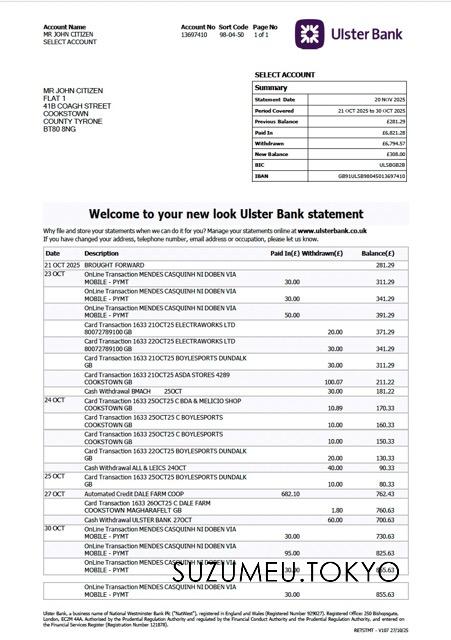 Account Name
MR JOHN CITIZEN
SELECT ACCOUNT
Account No Sort Code Page No
13697410 98-04-50 1 of 1
Ulster Bank
MR JOHN CITIZEN
FLAT 1
41B COAGH STREET
COOKSTOWN
COUNTY TYRONE
BT80 8NG
SELECT ACCOUNT
Summary
Statement Date 20 NOV 2025
Period Covered 21 OCT 2025 to 30 OCT 2025
Previous Balance £281.29
Paid In £6,821.28
Withdrawn £6,794.57
New Balance £308.00
BIC ULSBGB2B
IBAN GB91ULSB98045013697410
Welcome to your new look Ulster Bank statement
Why file and store your statements when we can do it for you? Manage your statements online at www.ulsterbank.co.uk
If you have changed your address, telephone number, email address or occupation, please let us know.
Date Description Paid In(£) Withdrawn(£) Balance(£)
21 OCT 2025 BROUGHT FORWARD 281.29
23 OCT OnLine Transaction MENDES CASQUINH NI DOBEN VIA
MOBILE - PYMT 30.00 311.29
OnLine Transaction MENDES CASQUINH NI DOBEN VIA
MOBILE - PYMT 30.00 341.29
OnLine Transaction MENDES CASQUINH NI DOBEN VIA
MOBILE - PYMT 50.00 391.29
Card Transaction 1633 21OCT25 ELECTRAWORKS LTD
80072789100 GB 20.00 371.29
Card Transaction 1633 22OCT25 ELECTRAWORKS LTD
80072789100 GB 30.00 341.29
Card Transaction 1633 21OCT25 BOYLESPORTS DUNDALK
GB 30.00 311.29
Card Transaction 1633 21OCT25 ASDA STORES 4289
COOKSTOWN GB 100.07 211.22
Cash Withdrawal BMACH 25OCT 30.00 181.22
24 OCT Card Transaction 1633 25OCT25 C BDA & MELICIO SHOP
COOKSTOWN GB 10.89 170.33
Card Transaction 1633 25OCT25 C BOYLESPORTS
COOKSTOWN GB 10.00 160.33
Card Transaction 1633 25OCT25 C BOYLESPORTS
COOKSTOWN GB 10.00 150.33
Card Transaction 1633 22OCT25 BOYLESPORTS DUNDALK
GB 20.00 130.33
Cash Withdrawal ALL & LEICS 24OCT 40.00 90.33
25 OCT Card Transaction 1633 22OCT25 BOYLESPORTS DUNDALK
GB 10.00 80.33
27 OCT Automated Credit DALE FARM COOP 682.10 762.43
Card Transaction 1633 26OCT25 C DALE FARM
COOKSTOWN MAGHARAFELT GB 1.80 760.63
Cash Withdrawal ULSTER BANK 27OCT 60.00 700.63
30 OCT OnLine Transaction MENDES CASQUINH NI DOBEN VIA
MOBILE - PYMT 30.00 730.63
OnLine Transaction MENDES CASQUINH NI DOBEN VIA
MOBILE - PYMT 95.00 825.63
OnLine Transaction MENDES CASQUINH NI DOBEN VIA
MOBILE - PYMT 30.00 855.63
SUZUMEU.TOKYO
OnLine Transaction MENDES CASQUINH NI DOBEN VIA
MOBILE - PYMT 30.00 855.63
Ulster Bank, a business name of National Westminster Bank Plc ("NatWest"), registered in England and Wales (Registered Number 929027). Registered Office: 250 Bishopsgate,
London, EC2M 4AA. Authorised by the Prudential Regulation Authority and regulated by the Financial Conduct Authority and the Prudential Regulation Authority, and entered on
the Financial Services Register (Registration Number 121878).
RETSTMT - V107 27/10/25